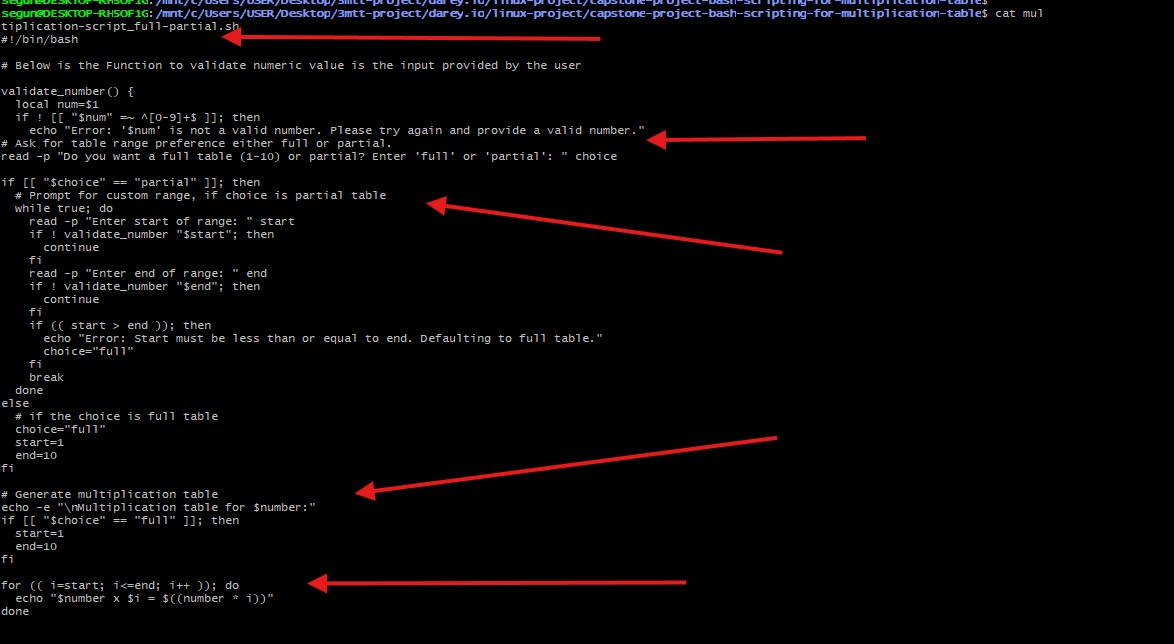 segun@DESKTOP-RH5OF1G:/mnt/c/Users/USER/Desktop/3mtt-project/darey.io/linux-project/capstone-project-bash-scripting-for-multiplication-table$
segun@DESKTOP-RH5OF1G:/mnt/c/Users/USER/Desktop/3mtt-project/darey.io/linux-project/capstone-project-bash-scripting-for-multiplication-table$ cat mul
tiplication-script_full-partial.sh
#!/bin/bash

# Below is the Function to validate numeric value is the input provided by the user

validate_number() {
  local num=$1
  if ! [[ "$num" =~ ^[0-9]+$ ]]; then
    echo "Error: '$num' is not a valid number. Please try again and provide a valid number."
# Ask for table range preference either full or partial.
read -p "Do you want a full table (1-10) or partial? Enter 'full' or 'partial': " choice

if [[ "$choice" == "partial" ]]; then
  # Prompt for custom range, if choice is partial table
  while true; do
    read -p "Enter start of range: " start
    if ! validate_number "$start"; then
      continue
    fi
    read -p "Enter end of range: " end
    if ! validate_number "$end"; then
      continue
    fi
    if (( start > end )); then
      echo "Error: Start must be less than or equal to end. Defaulting to full table."
      choice="full"
    fi
    break
  done
else
  # if the choice is full table
  choice="full"
  start=1
  end=10
fi

# Generate multiplication table
echo -e "\nMultiplication table for $number:"
if [[ "$choice" == "full" ]]; then
  start=1
  end=10
fi

for (( i=start; i<=end; i++ )); do
  echo "$number x $i = $((number * i))"
done